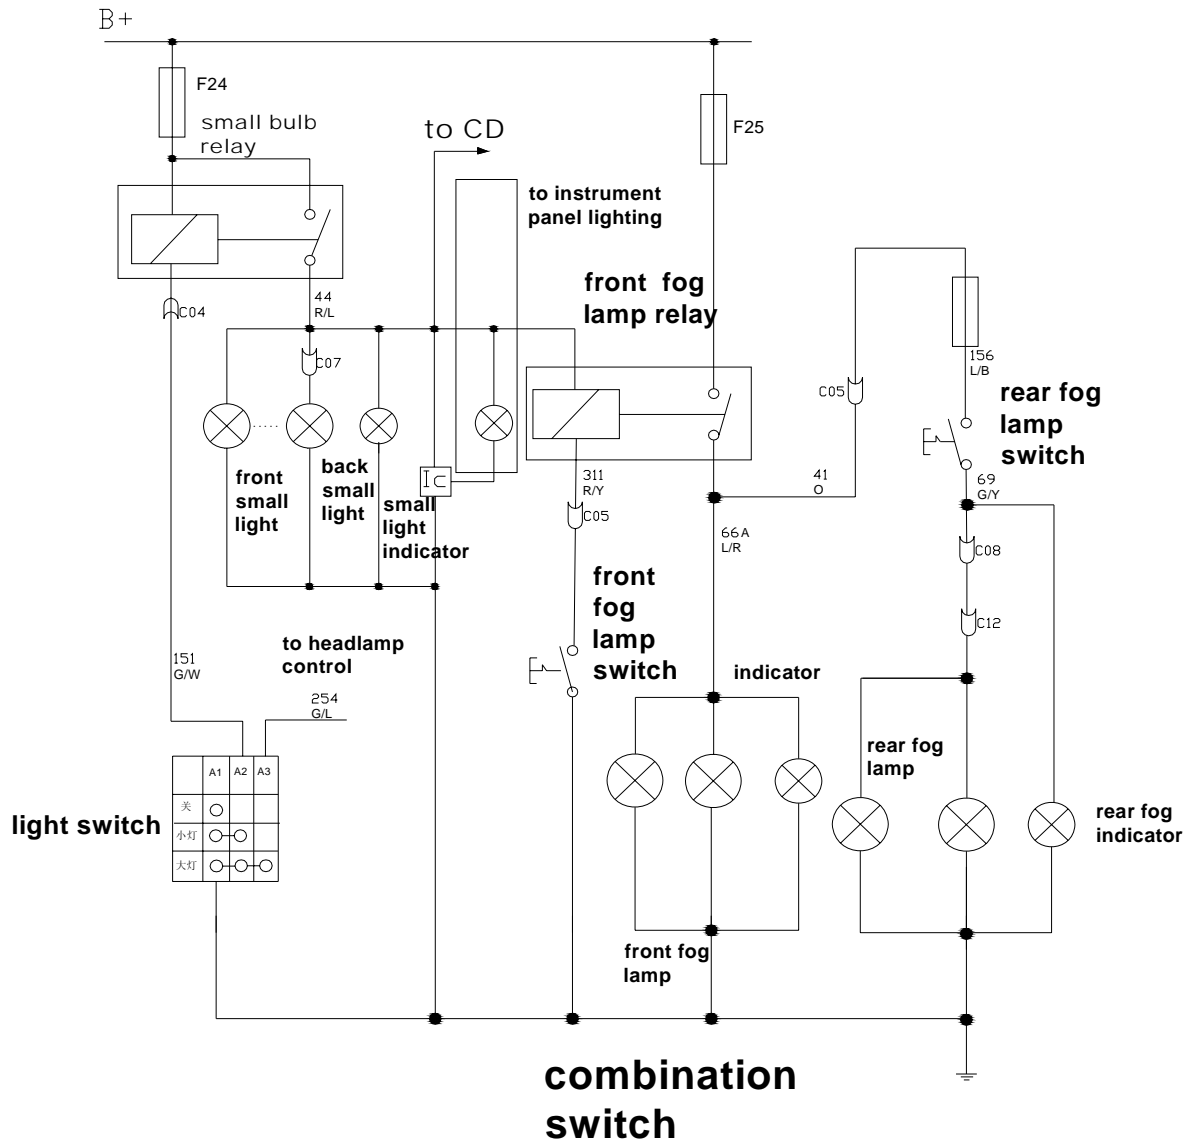 B+
F24
small bulb
relay
to CD
F25
to instrument
panel lighting
front fog
lamp relay
44
R/L
C04
C07
156
L/B
C05
rear fog
lamp
switch
front
small
light
back
small
light
small
light
indicator
IC
311
R/Y
C05
41
O
69
G/Y
66A
L/R
C08
front
fog
lamp
switch
C12
to headlamp
control
151
G/W
254
G/L
indicator
rear fog
lamp
A1 A2 A3
关
小灯
大灯
light switch
rear fog
indicator
front fog
lamp
combination
switch